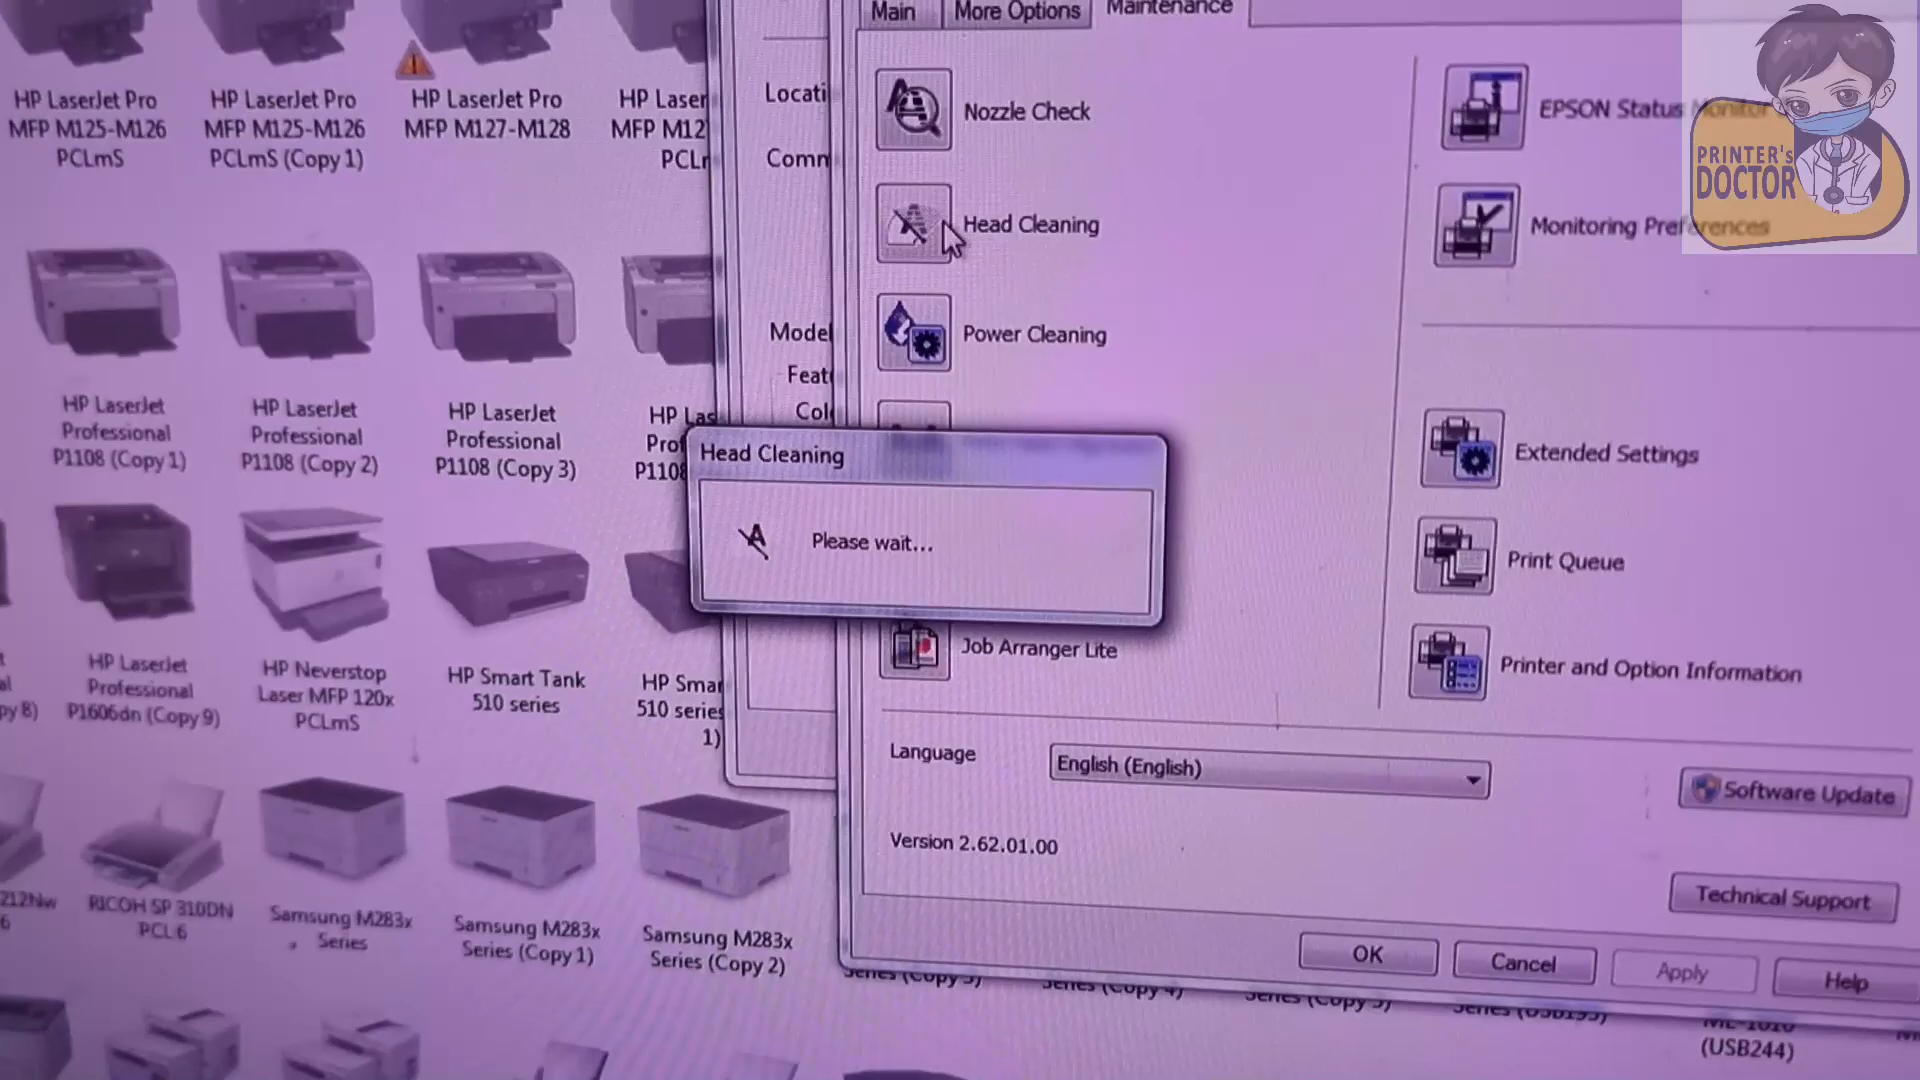 Main
More Options
Maintenance
HP LaserJet Pro
MFP M125-M126
PCLmS
HP LaserJet Pro
MFP M125-M126
PCLmS (Copy 1)
HP LaserJet Pro
MFP M127-M128
HP Laser
MFP M12
Locati
Comm
Nozzle Check
Head Cleaning
Power Cleaning
EPSON Status Monitor
Monitoring Preferences
PRINTER'S
DOCTOR
HP LaserJet
Professional
P1108 (Copy 1)
HP LaserJet
Professional
P1108 (Copy 2)
HP LaserJet
Professional
P1108 (Copy 3)
HP Las
Pro
P1108
Model
Feat
Col
Head Cleaning
Please wait...
Extended Settings
Print Queue
Printer and Option Information
Job Arranger Lite
py 8)
HP LaserJet
Professional
P1606dn (Copy 9)
HP Neverstop
Laser MFP 120x
PCLmS
HP Smart Tank
510 series
HP Smar
510 series
1)
Language
English (English)
Software Update
Version 2.62.01.00
Technical Support
212Nw
6
RICOH SP 310DN
PCL 6
Samsung M283x
Series
Samsung M283x
Series (Copy 1)
Samsung M283x
Series (Copy 2)
OK
Cancel
Apply
Help
(USB244)